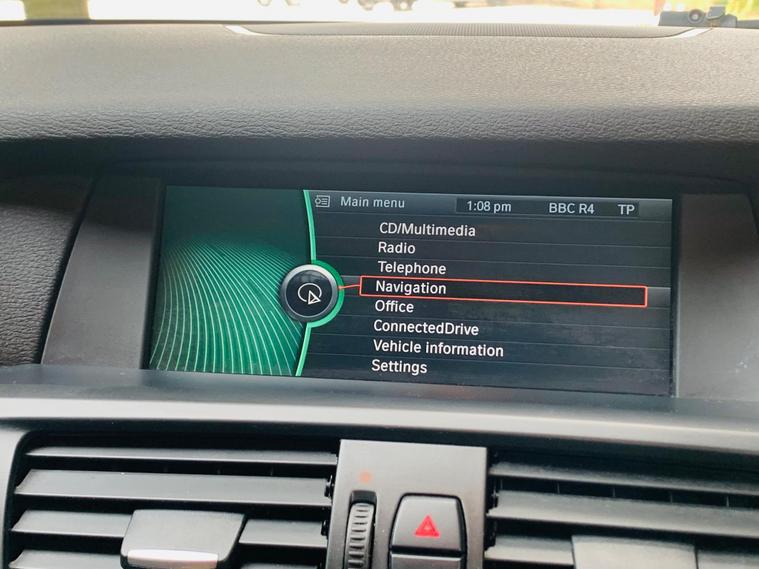 Main menu 1:08 pm BBC R4 TP
CD/Multimedia
Radio
Telephone
Navigation
Office
ConnectedDrive
Vehicle information
Settings